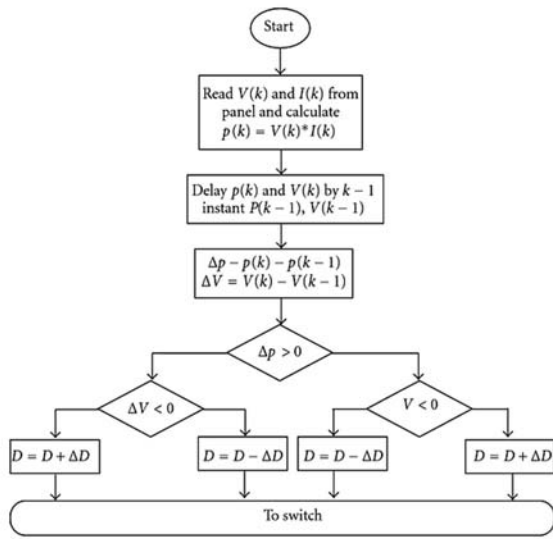 Start
Read V(k) and I(k) from
panel and calculate
p(k) = V(k)*I(k)
Delay p(k) and V(k) by k − 1
instant P(k−1), V(k−1)
Δp − p(k) − p(k−1)
ΔV = V(k) − V(k−1)
Δp > 0
ΔV < 0
V < 0
D = D + ΔD
D = D − ΔD
D = D − ΔD
D = D + ΔD
To switch